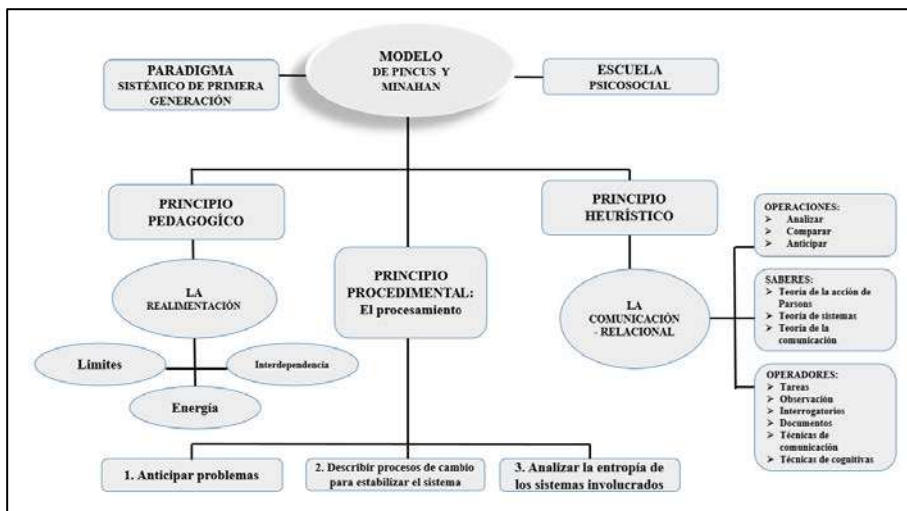 MODELO
DE PINCUS Y
MINAHAN
PARADIGMA
SISTÉMICO DE PRIMERA
GENERACIÓN
ESCUELA
PSICOSOCIAL
PRINCIPIO
PEDAGOGÍCO
LA
REALIMENTACIÓN
Límites
Interdependencia
Energía
PRINCIPIO
PROCEDIMENTAL:
El procesamiento
1. Anticipar problemas
2. Describir procesos de cambio
para estabilizar el sistema
3. Analizar la entropía de
los sistemas involucrados
PRINCIPIO
HEURÍSTICO
LA
COMUNICACIÓN
- RELACIONAL
OPERACIONES:
➤ Analizar
➤ Comparar
➤ Anticipar
SABERES:
➤ Teoría de la acción de
Parsons
➤ Teoría de sistemas
➤ Teoría de la
comunicación
OPERADORES:
➤ Tareas
➤ Observación
➤ Interrogatorios
➤ Documentos
➤ Técnicas de
comunicación
➤ Técnicas de cognitivas